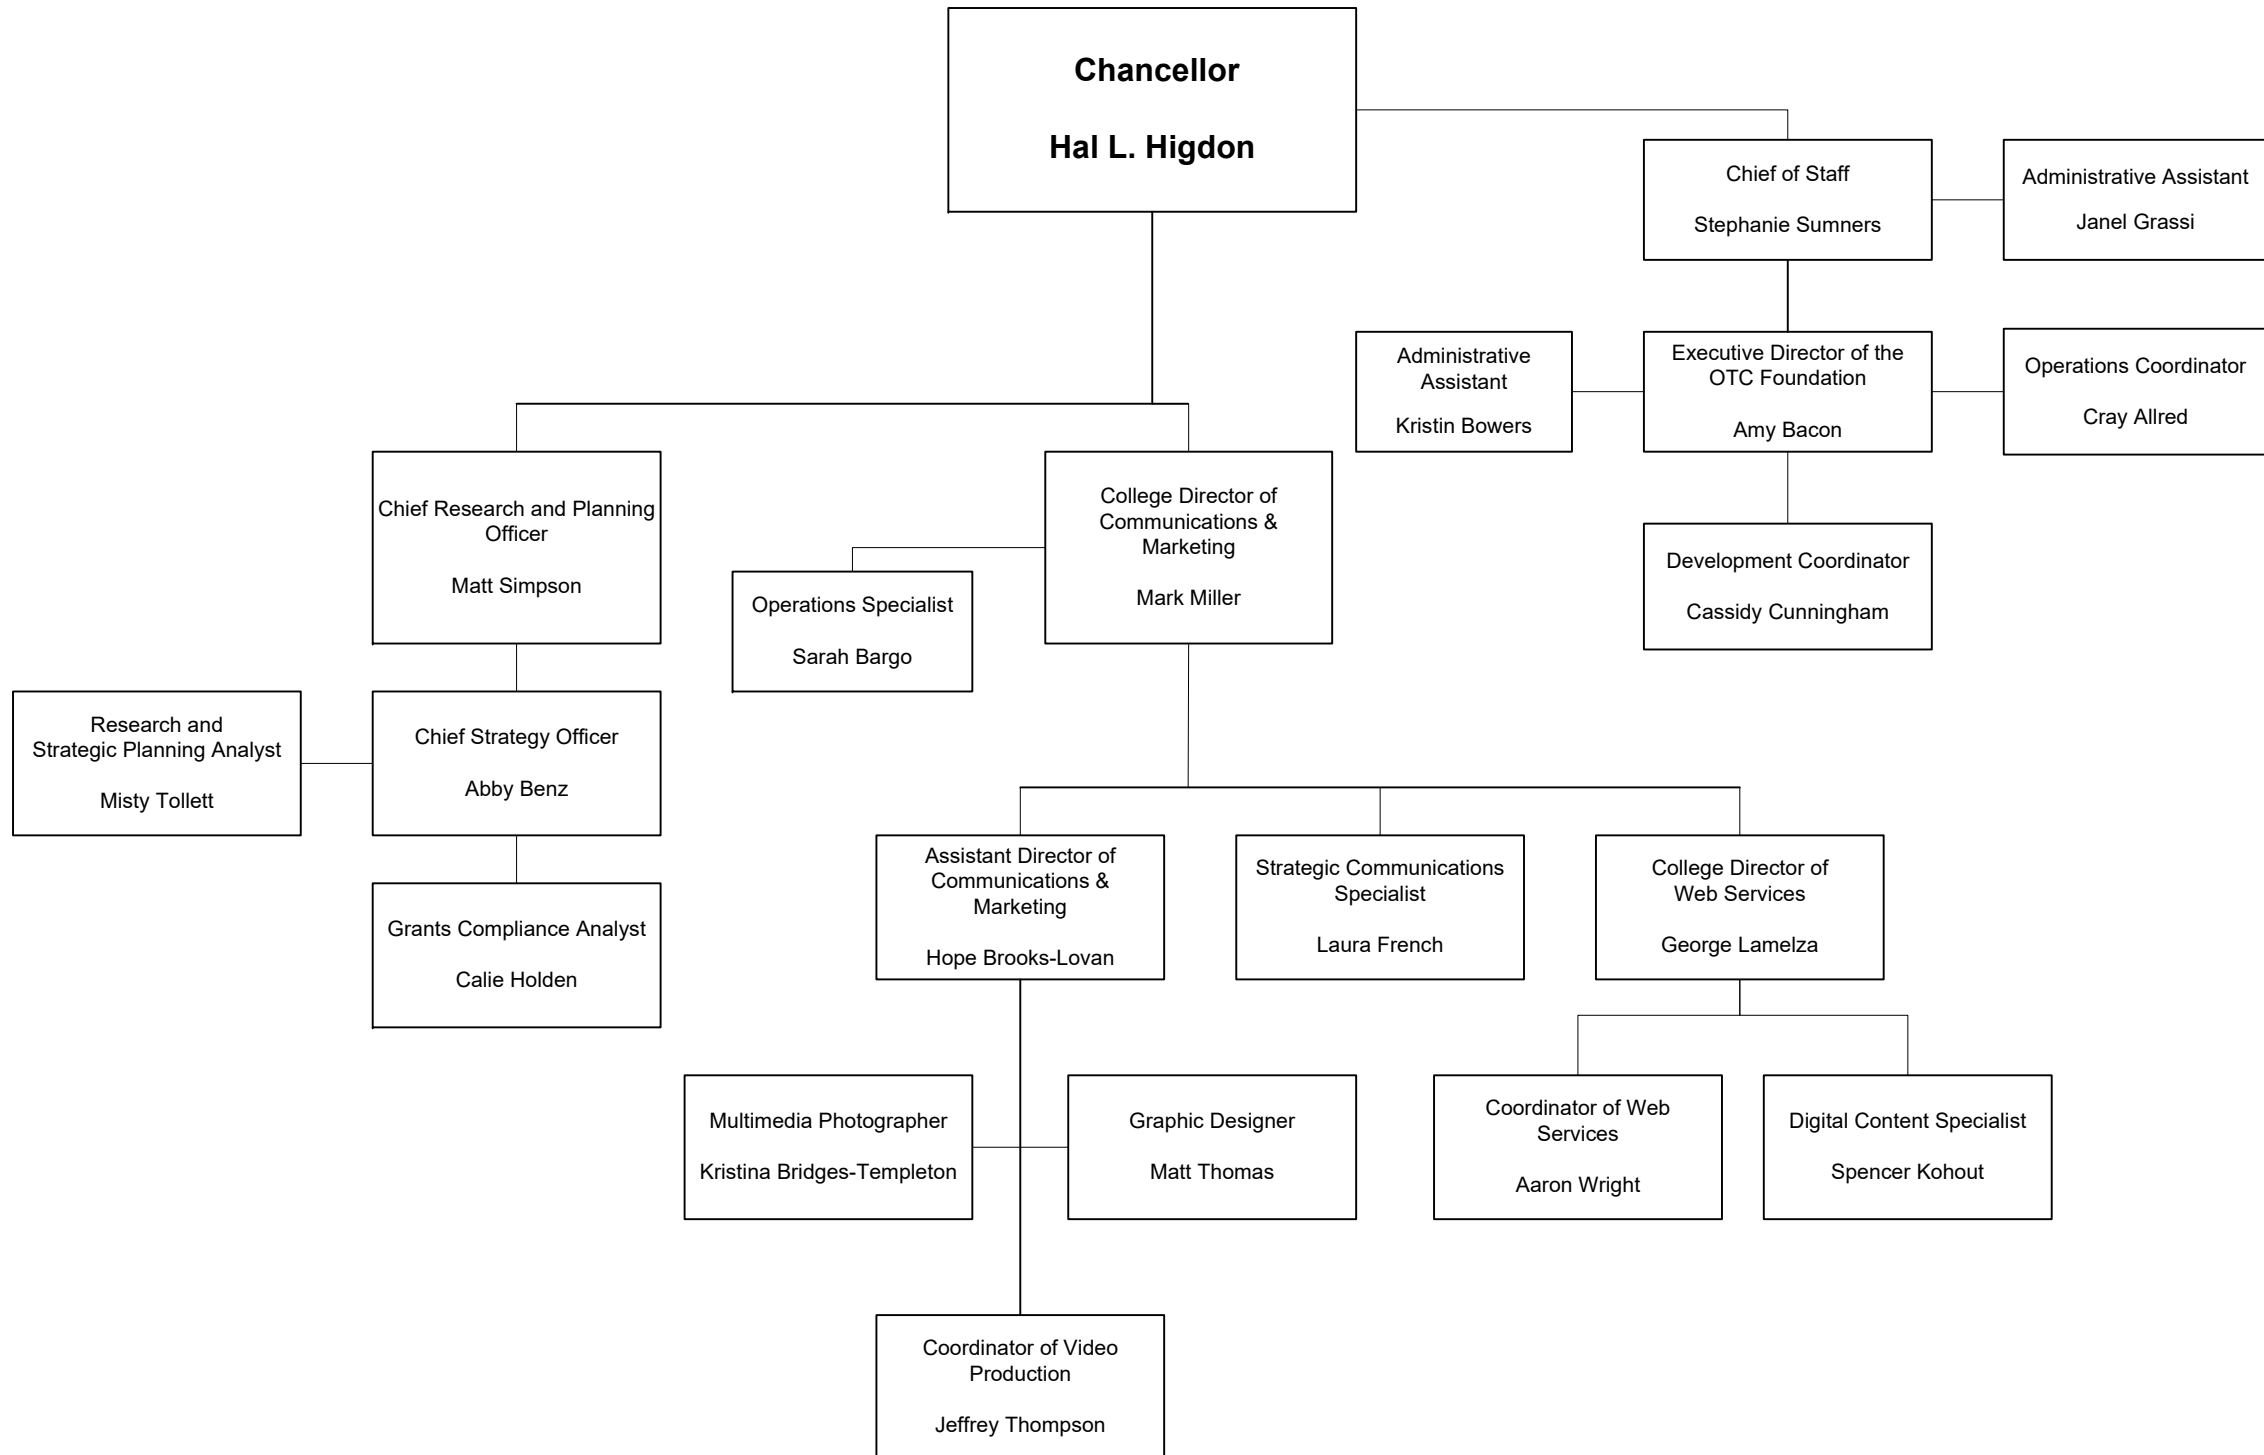 Chancellor
Hal L. Higdon
Chief of Staff
Stephanie Sumners
Administrative Assistant
Janel Grassi
Administrative
Assistant
Kristin Bowers
Executive Director of the
OTC Foundation
Amy Bacon
Operations Coordinator
Cray Allred
Development Coordinator
Cassidy Cunningham
Chief Research and Planning
Officer
Matt Simpson
College Director of
Communications &
Marketing
Mark Miller
Operations Specialist
Sarah Bargo
Research and
Strategic Planning Analyst
Misty Tollett
Chief Strategy Officer
Abby Benz
Grants Compliance Analyst
Calie Holden
Assistant Director of
Communications &
Marketing
Hope Brooks-Lovan
Strategic Communications
Specialist
Laura French
College Director of
Web Services
George Lamelza
Multimedia Photographer
Kristina Bridges-Templeton
Graphic Designer
Matt Thomas
Coordinator of Web
Services
Aaron Wright
Digital Content Specialist
Spencer Kohout
Coordinator of Video
Production
Jeffrey Thompson